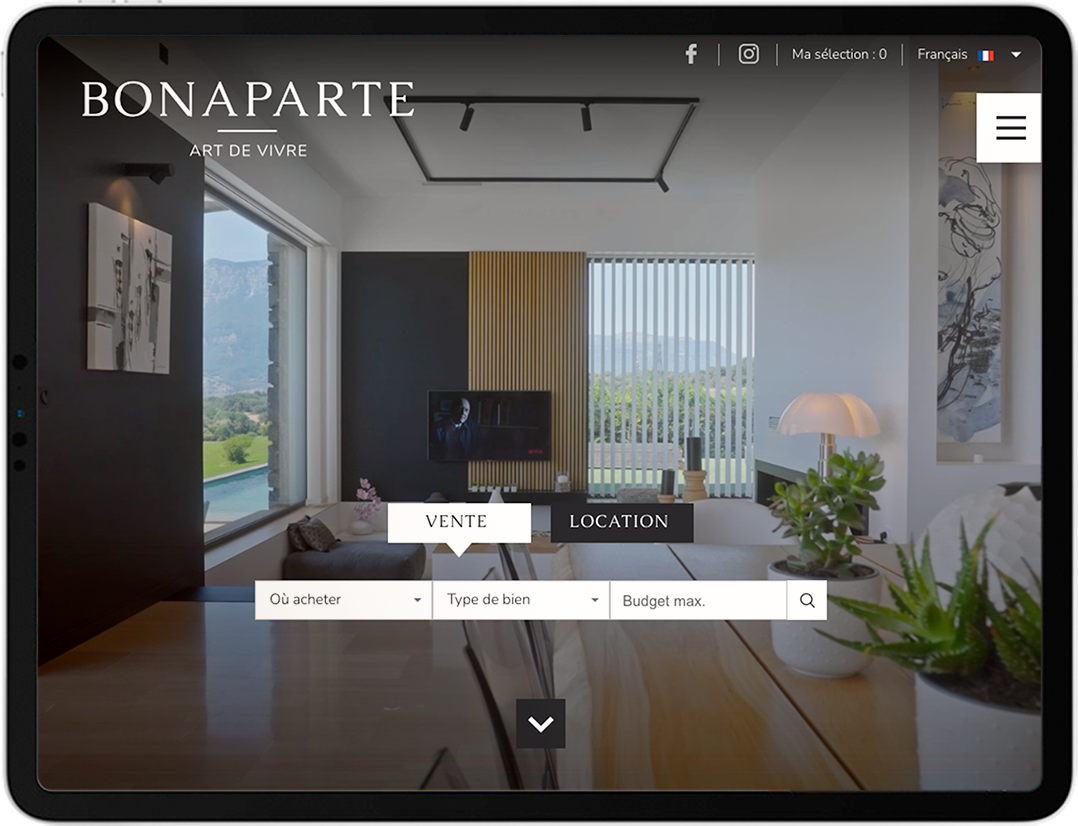 Ma sélection : 0
Français
BONAPARTE
ART DE VIVRE
VENTE
LOCATION
Où acheter
Type de bien
Budget max.